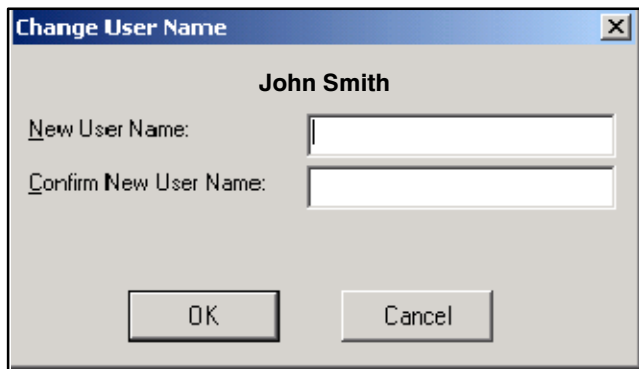 Change User Name
John Smith
New User Name:
Confirm New User Name:
OK Cancel